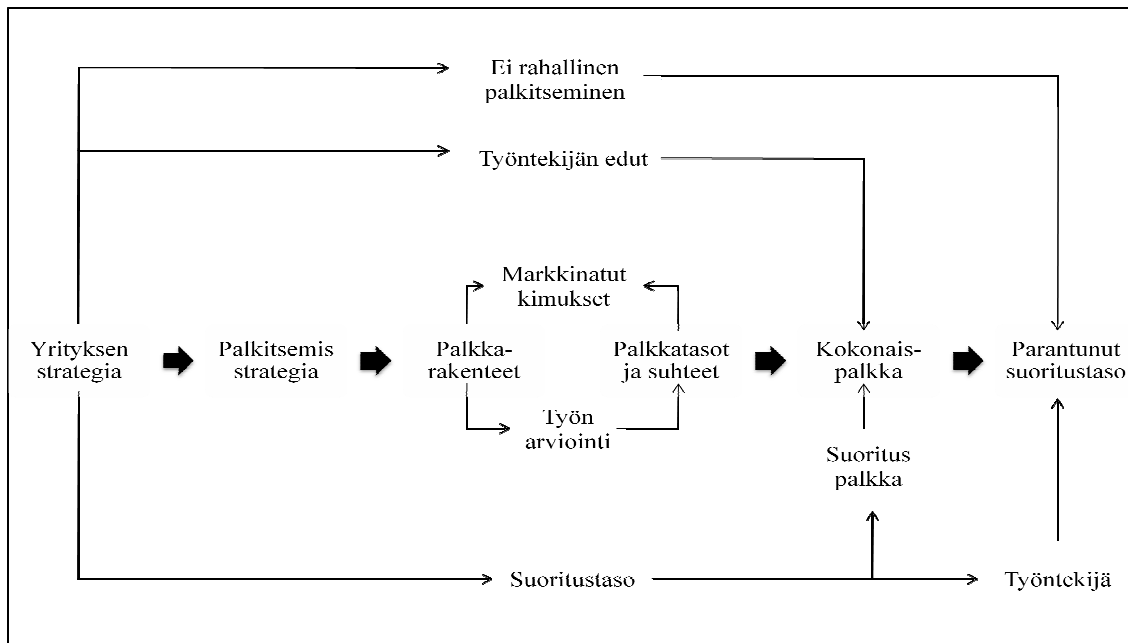 Ei rahallinen
palkitseminen
Työntekijän edut
Markkinatut
kimukset
Yrityksen
strategia
Palkitsemis
strategia
Palkka-
rakenteet
Palkkatasot
ja suhteet
Kokonais-
palkka
Parantunut
suoritustaso
Työn
arviointi
Suoritus
palkka
Suoritustaso
Työntekijä